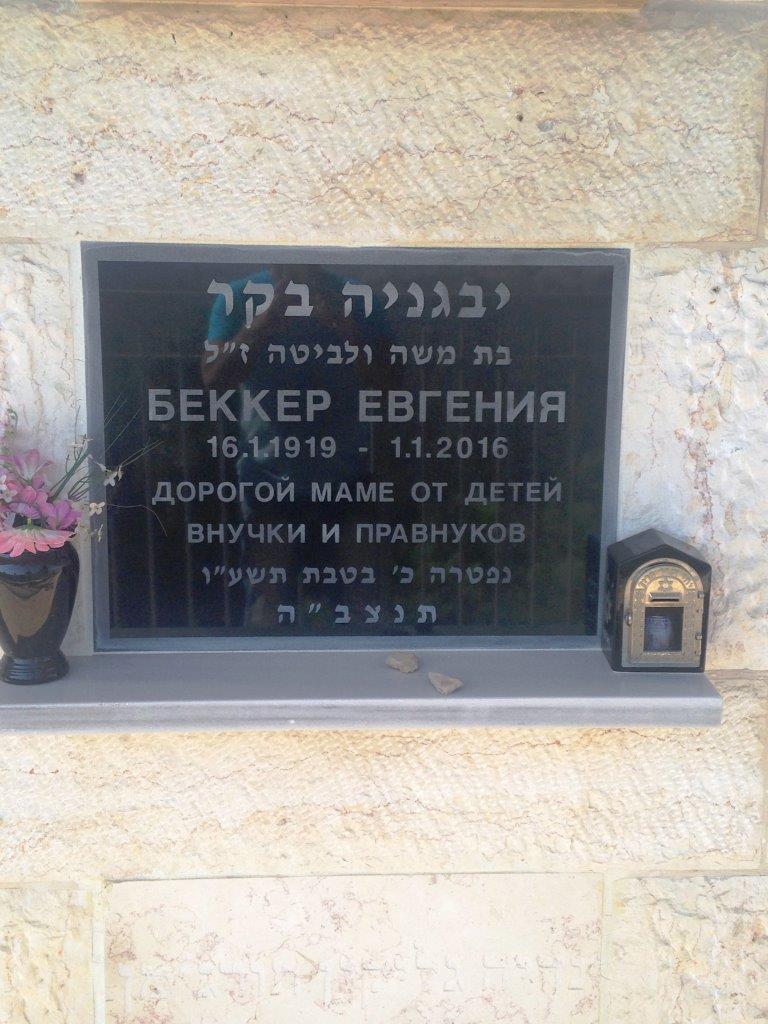 יבגניה בקר
בת משה ולביטה ז"ל
БЕККЕР ЕВГЕНИЯ
16.1.1919 - 1.1.2016
ДОРОГОЙ МАМЕ ОТ ДЕТЕЙ
ВНУЧКИ И ПРАВНУКОВ
נפטרה כ' בטבת תשע"ו
ת נ צ ב " ה